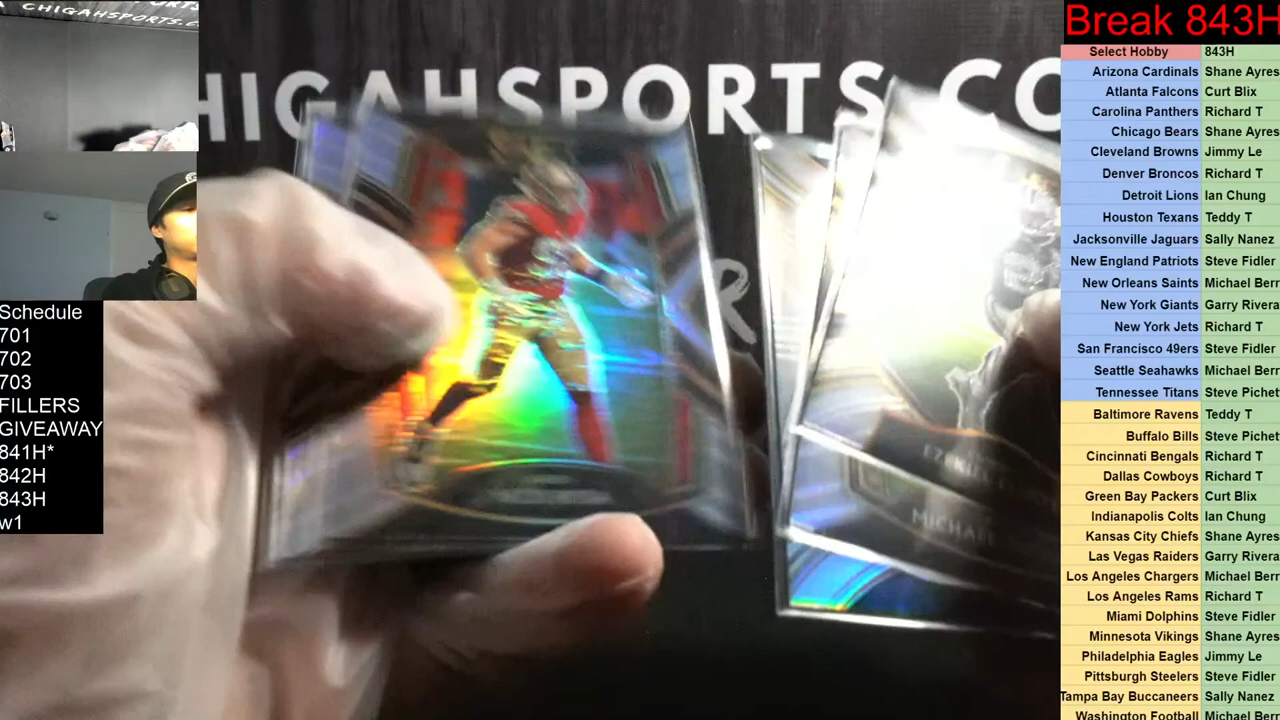 CHIGAHSPORTS.C
HIGAHSPORTS.CO
R
Break 843H
Select Hobby 843H
Arizona Cardinals Shane Ayres
Atlanta Falcons Curt Blix
Carolina Panthers Richard T
Chicago Bears Shane Ayres
Cleveland Browns Jimmy Le
Denver Broncos Richard T
Detroit Lions Ian Chung
Houston Texans Teddy T
Jacksonville Jaguars Sally Nanez
New England Patriots Steve Fidler
New Orleans Saints Michael Berr
New York Giants Garry Rivera
New York Jets Richard T
San Francisco 49ers Steve Fidler
Seattle Seahawks Michael Berr
Tennessee Titans Steve Pichet
Baltimore Ravens Teddy T
Buffalo Bills Steve Pichet
Cincinnati Bengals Richard T
Dallas Cowboys Richard T
Green Bay Packers Curt Blix
Indianapolis Colts Ian Chung
Kansas City Chiefs Shane Ayres
Las Vegas Raiders Garry Rivera
Los Angeles Chargers Michael Berr
Los Angeles Rams Richard T
Miami Dolphins Steve Fidler
Minnesota Vikings Shane Ayres
Philadelphia Eagles Jimmy Le
Pittsburgh Steelers Steve Fidler
Tampa Bay Buccaneers Sally Nanez
Washington Football Michael Berr
Schedule
701
702
703
FILLERS
GIVEAWAY
841H*
842H
843H
w1
MICHAEL